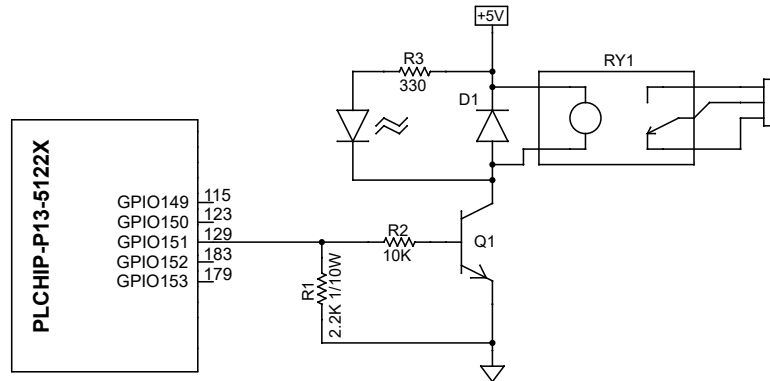 +5V
R3
330
RY1
D1
PLCHIP-P13-5122X
GPIO149 115
GPIO150 123
GPIO151 129
GPIO152 183
GPIO153 179
R2
10K
Q1
R1
2.2K 1/10W